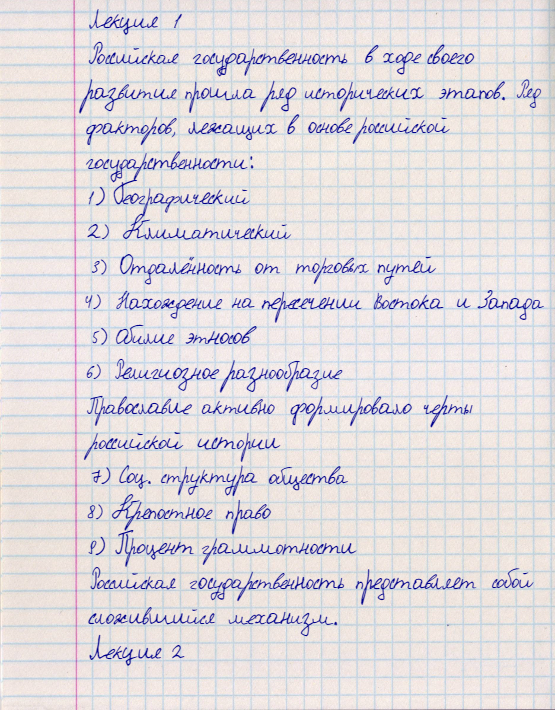 Лекция 1
Российская государственность в ходе своего
развития прошла ряд исторических этапов. Ряд
факторов, лежащих в основе российской
государственности:
1) Географический
2) Климатический
3) Отдалённость от торговых путей
4) Нахождение на пересечении Востока и Запада
5) Обилие этносов
6) Религиозное разнообразие
Православие активно формировало черты
российской истории
7) Соц. структура общества
8) Крепостное право
9) Процент граммотности
Российская государственность представляет собой
сложившийся механизм.
Лекция 2